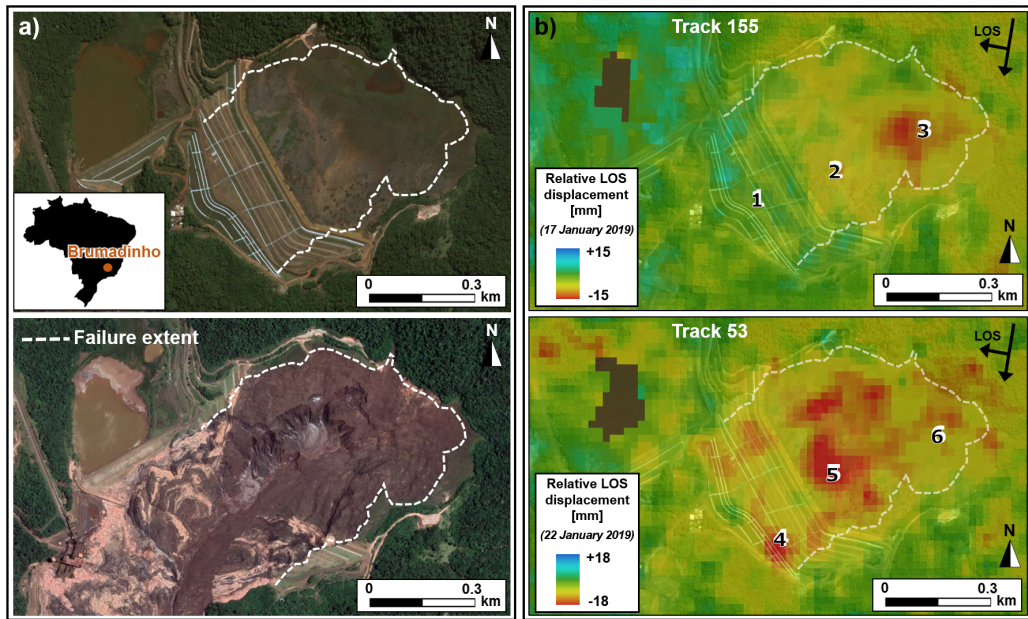 a)
N
Brumadinho
0
0.3
km
Failure extent
N
0
0.3
km
b)
Track 155
LOS
3
2
1
Relative LOS
displacement
[mm]
(17 January 2019)
+15
-15
N
0
0.3
km
Track 53
LOS
6
5
4
Relative LOS
displacement
[mm]
(22 January 2019)
+18
-18
N
0
0.3
km